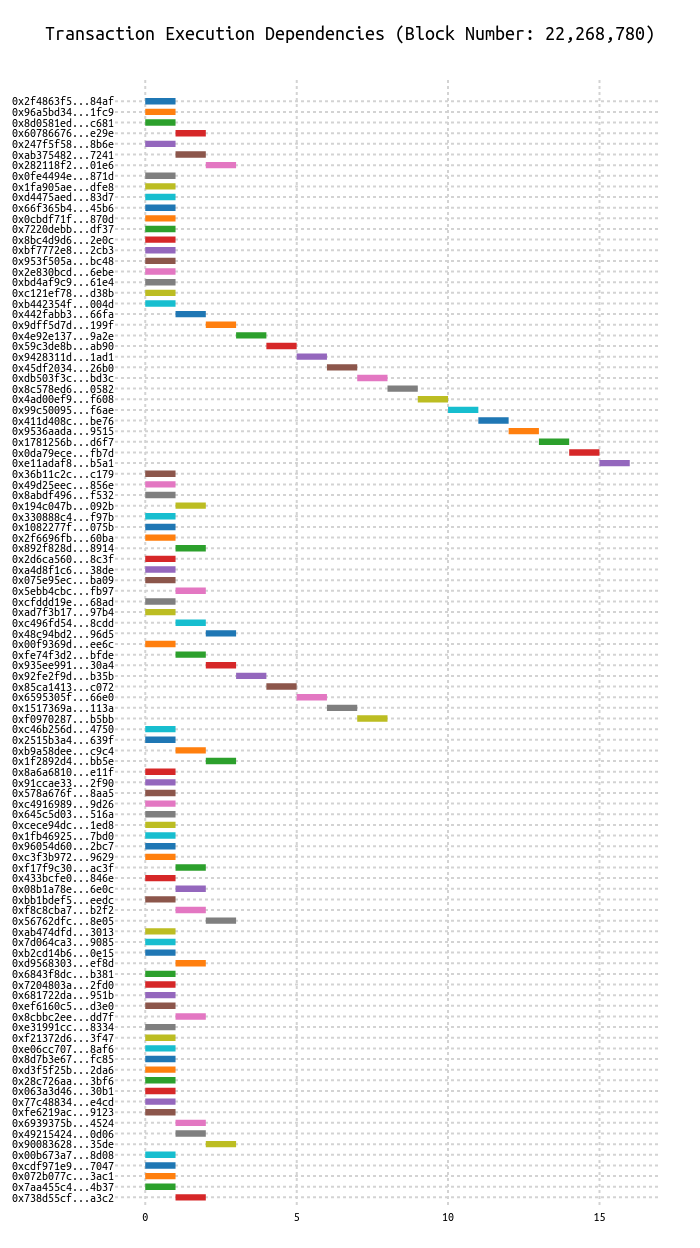 Transaction Execution Dependencies (Block Number: 22,268,780)
0x2f4863f5...84af
0x96a5bd34...1fc9
0x8d0581ed...c681
0x60786676...e29e
0x247f5f58...8b6e
0xab375482...7241
0x282118f2...01e6
0x0fe4494e...871d
0x1fa905ae...dfe8
0xd4475aed...83d7
0x66f365b4...45b6
0x0cbdf71f...870d
0x7220debb...df37
0x8bc4d9d6...2e0c
0xbf7772e8...2cb3
0x953f505a...bc48
0x2e830bcd...6ebe
0xbd4af9c9...61e4
0xc121ef78...d38b
0xb442354f...004d
0x442fabb3...66fa
0x9dff5d7d...199f
0x4e92e137...9a2e
0x59c3de8b...ab90
0x9428311d...1ad1
0x45df2034...26b0
0xdb503f3c...bd3c
0x8c578ed6...0582
0x4ad00ef9...f608
0x99c50095...f6ae
0x411d408c...be76
0x9536aada...9515
0x1781256b...d6f7
0x0da79ece...fb7d
0xe11adaf8...b5a1
0x36b11c2c...c179
0x49d25eec...856e
0x8abdf496...f532
0x194c047b...092b
0x330888c4...f97b
0x1082277f...075b
0x2f6696fb...60ba
0x892f828d...8914
0x2d6ca560...8c3f
0xa4d8f1c6...38de
0x075e95ec...ba09
0x5ebb4cbc...fb97
0xcfddd19e...68ad
0xad7f3b17...97b4
0xc496fd54...8cdd
0x48c94bd2...96d5
0x00f9369d...ee6c
0xfe74f3d2...bfde
0x935ee991...30a4
0x92fe2f9d...b35b
0x85ca1413...c072
0x6595305f...66e0
0x1517369a...113a
0xf0970287...b5bb
0xc46b256d...4750
0x2515b3a4...639f
0xb9a58dee...c9c4
0x1f2892d4...bb5e
0x8a6a6810...e11f
0x91ccae33...2f90
0x578a676f...8aa5
0xc4916989...9d26
0x645c5d03...516a
0xcece94dc...1ed8
0x1fb46925...7bd0
0x96054d60...2bc7
0xc3f3b972...9629
0xf17f9c30...ac3f
0x433bcfe0...846e
0x08b1a78e...6e0c
0xbb1bdef5...eedc
0xf8c8cba7...b2f2
0x56762dfc...8e05
0xab474dfd...3013
0x7d064ca3...9085
0xb2cd14b6...0e15
0xd9568303...ef8d
0x6843f8dc...b381
0x7204803a...2fd0
0x681722da...951b
0xef6160c5...d3e0
0x8cbbc2ee...dd7f
0xe31991cc...8334
0xf21372d6...3f47
0xe06cc707...8af6
0x8d7b3e67...fc85
0xd3f5f25b...2da6
0x28c726aa...3bf6
0x063a3d46...30b1
0x77c48834...e4cd
0xfe6219ac...9123
0x6939375b...4524
0x49215424...0d06
0x90083628...35de
0x00b673a7...8d08
0xcdf971e9...7047
0x072b077c...3ac1
0x7aa455c4...4b37
0x738d55cf...a3c2
0 5 10 15